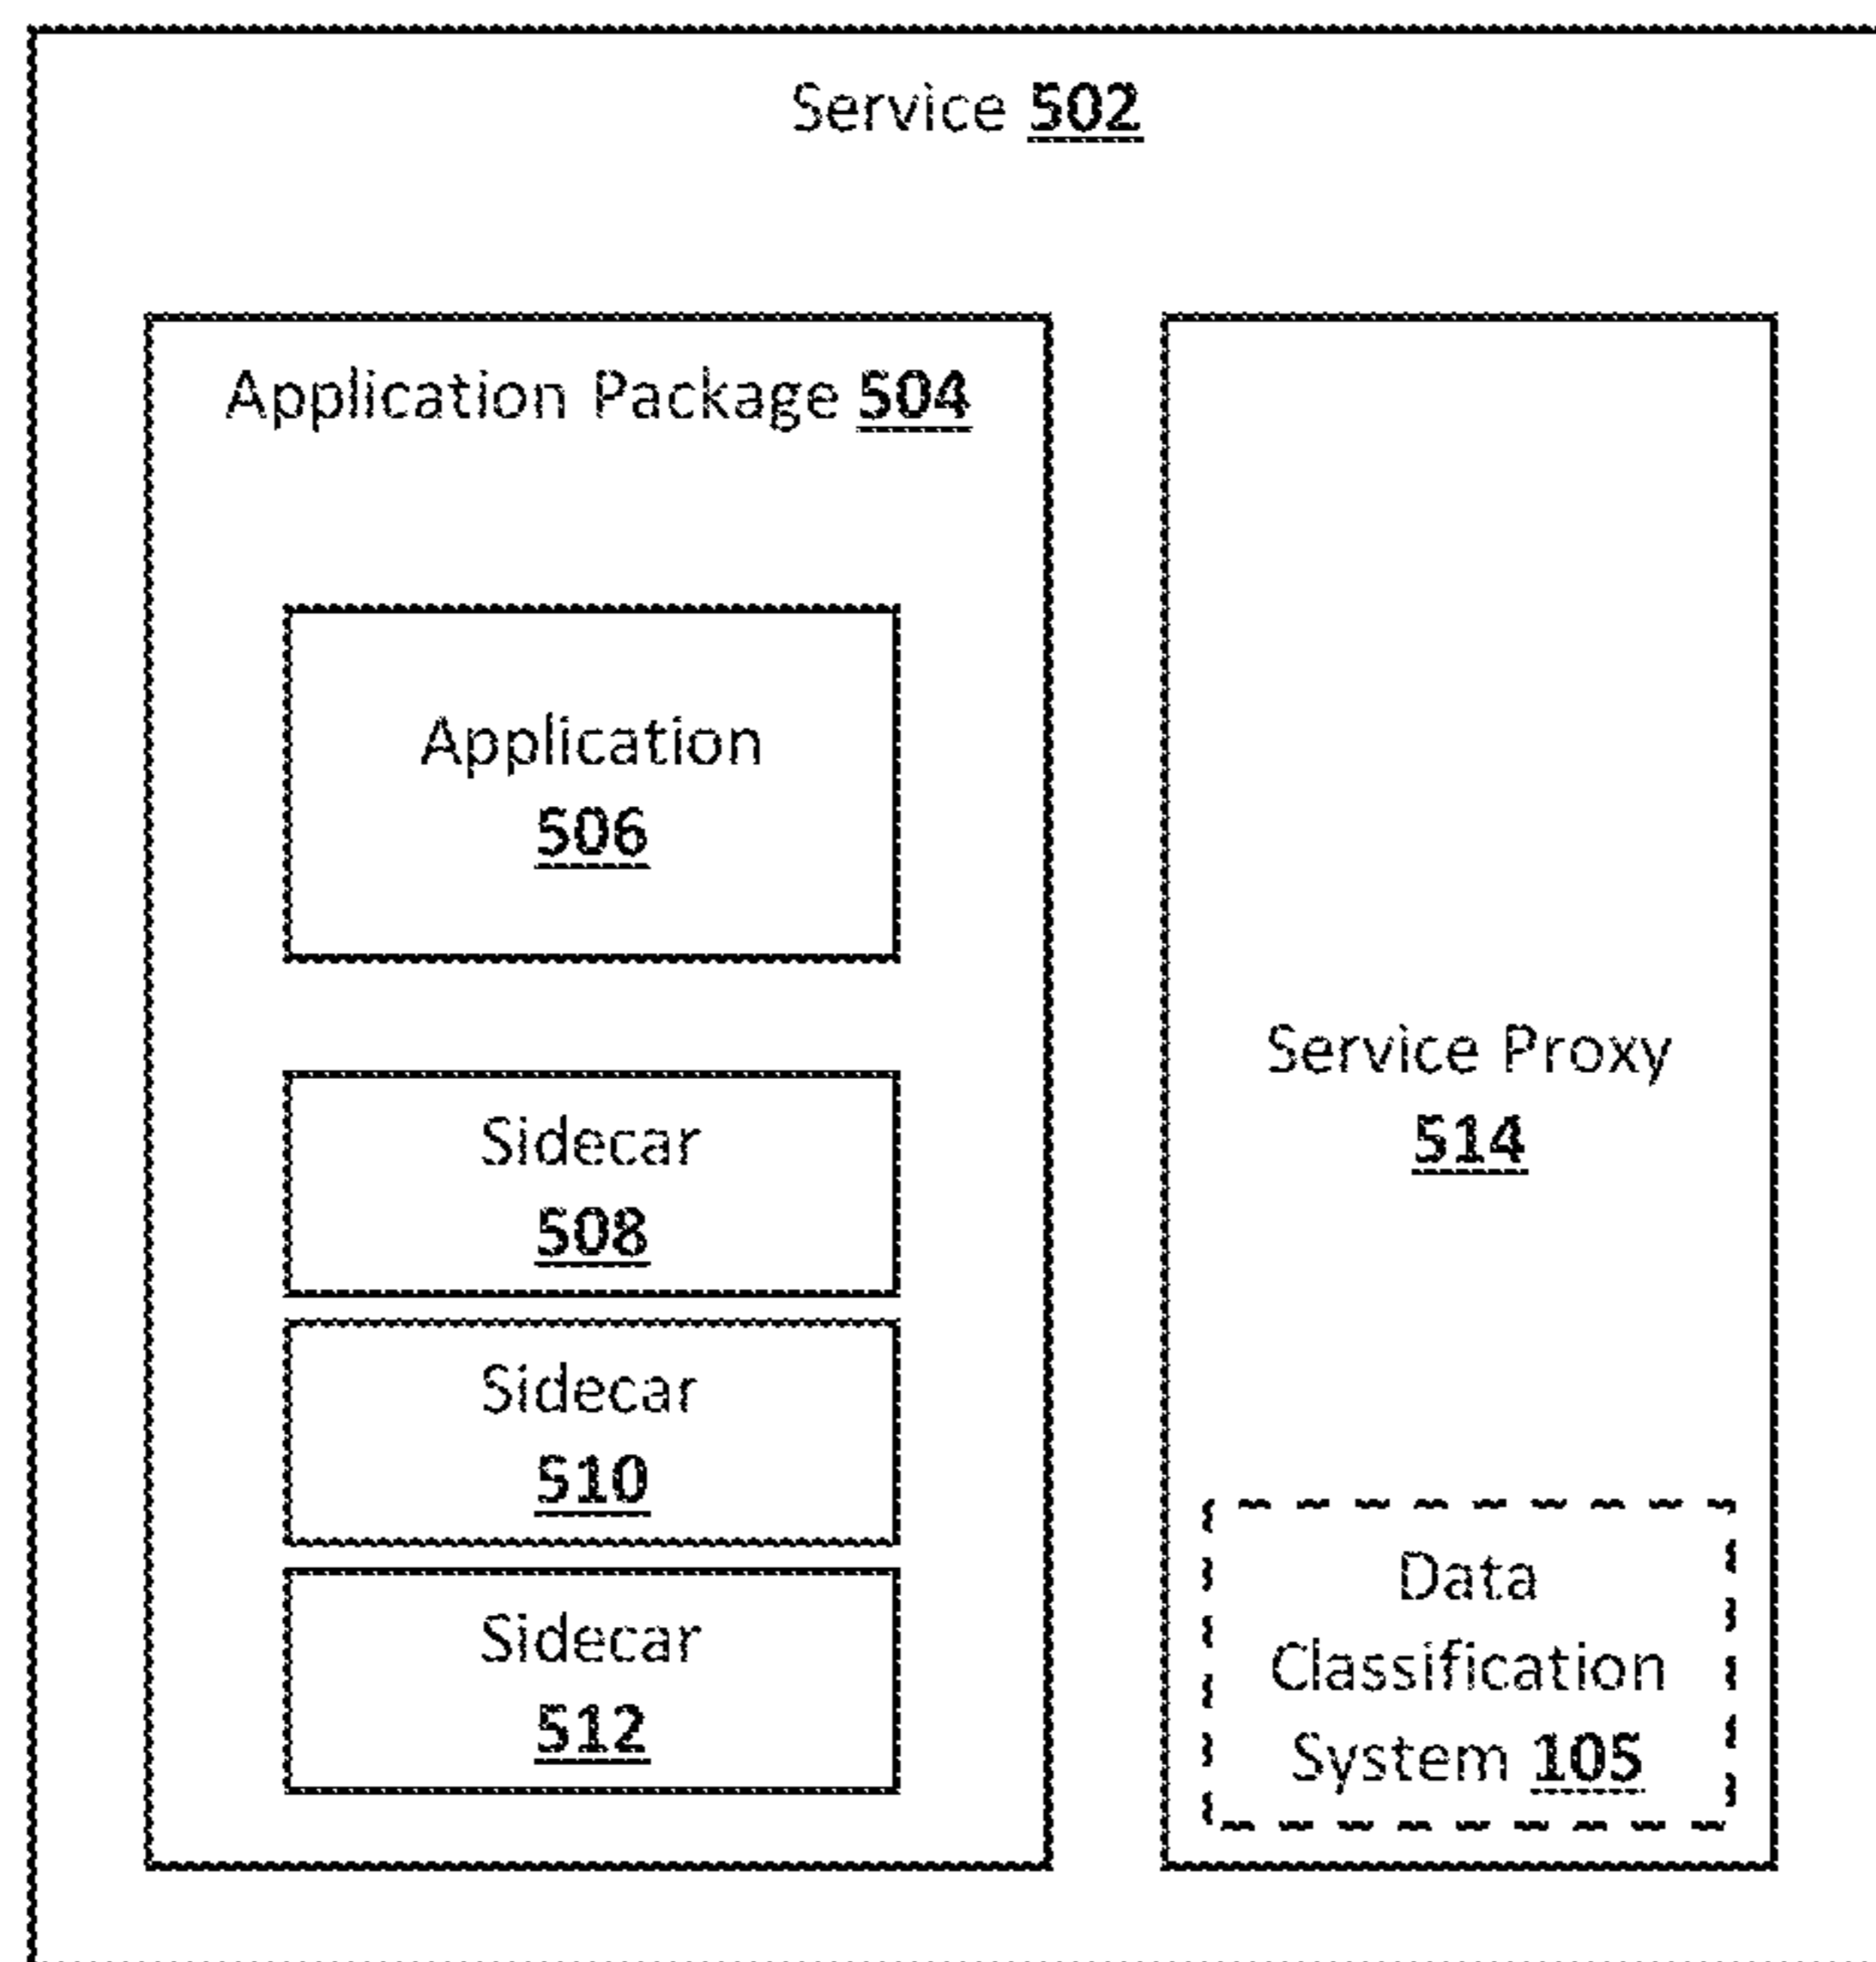 Service 502
Application Package 504
Application
506
Sidecar
508
Sidecar
510
Sidecar
512
Service Proxy
514
Data
Classification
System 105